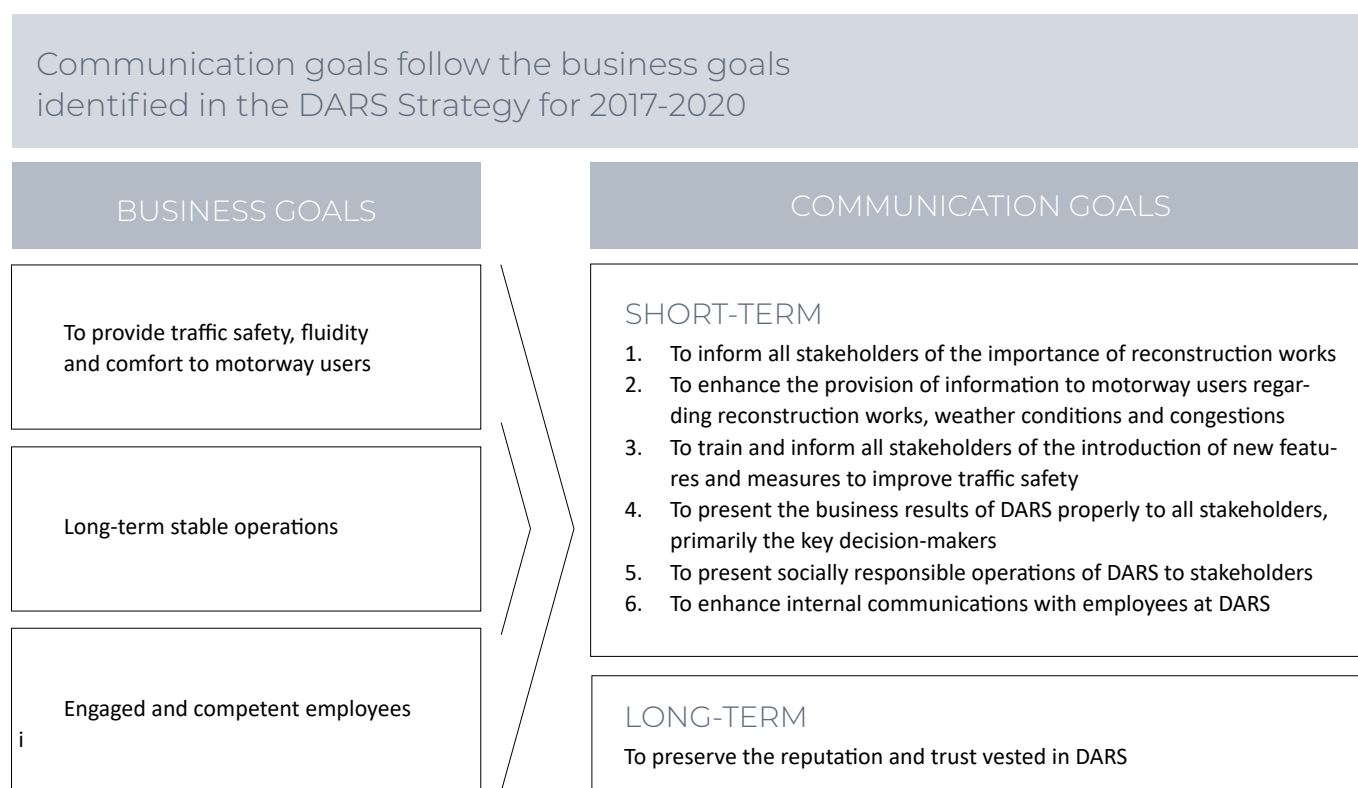 Communication goals follow the business goals
identified in the DARS Strategy for 2017-2020
BUSINESS GOALS
To provide traffic safety, fluidity
and comfort to motorway users
Long-term stable operations
Engaged and competent employees
i
COMMUNICATION GOALS
SHORT-TERM
1. To inform all stakeholders of the importance of reconstruction works
2. To enhance the provision of information to motorway users regar-
ding reconstruction works, weather conditions and congestions
3. To train and inform all stakeholders of the introduction of new featu-
res and measures to improve traffic safety
4. To present the business results of DARS properly to all stakeholders,
primarily the key decision-makers
5. To present socially responsible operations of DARS to stakeholders
6. To enhance internal communications with employees at DARS
LONG-TERM
To preserve the reputation and trust vested in DARS